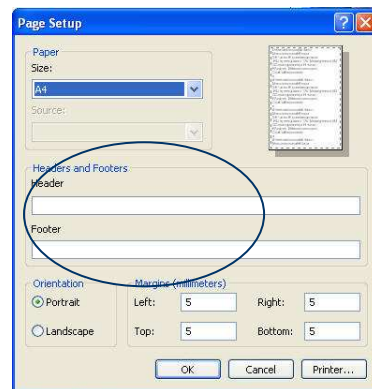 Page Setup
Paper
Size:
A4
Source:
Headers and Footers
Header
Footer
Orientation
Portrait
Landscape
Margins (millimeters)
Left: 5 Right: 5
Top: 5 Bottom: 5
OK Cancel Printer...